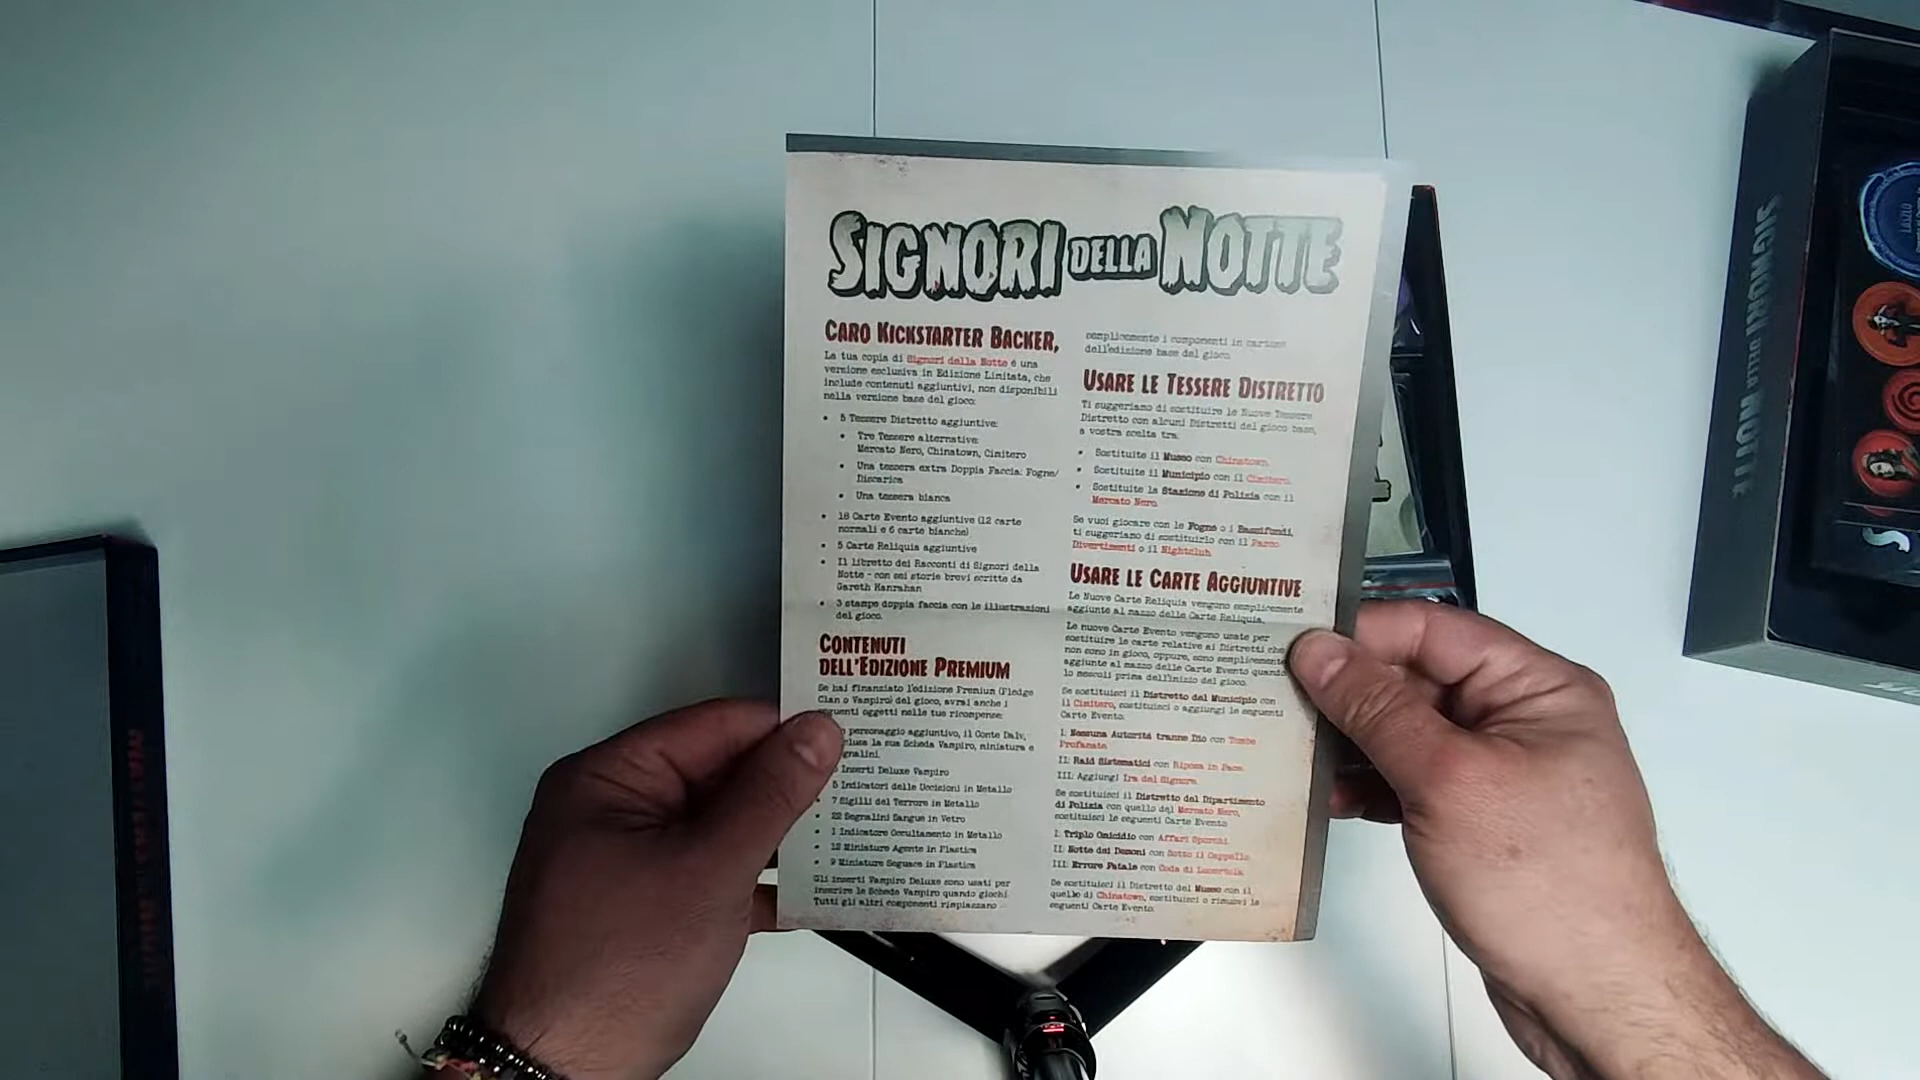 SIGNORI DELLA NOTTE
CARO KICKSTARTER BACKER,
La tua copia di Signori della Notte è una
versione esclusiva in Edizione Limitata, che
include contenuti aggiuntivi, non disponibili
nella versione base del gioco:
• 5 Tessere Distretto aggiuntive:
• Tre Tessere alternative:
Mercato Nero, Chinatown, Cimitero
• Una tessera extra Doppia Faccia: Fogne/
Discarica
• Una tessera bianca
• 18 Carte Evento aggiuntive (12 carte
normali e 6 carte bianche)
• 5 Carte Reliquia aggiuntive
• Il libretto dei Racconti di Signori della
Notte - con sei storie brevi scritte da
Gareth Hanrahan
• 3 stampe doppia faccia con le illustrazioni
del gioco.
CONTENUTI
DELL'EDIZIONE PREMIUM
Se hai finanziato l'edizione Premium (Pledge
Clan o Vampiro) del gioco, avrai anche i
seguenti oggetti nelle tue ricompense:
personaggio aggiuntivo, il Conte Daly,
la sua Scheda Vampiro, miniatura e
Inserti Deluxe Vampiro
5 Indicatori delle Uccisioni in Metallo
• 7 Sigilli del Terrore in Metallo
• 22 Segnalini Sangue in Vetro
• 1 Indicatore Occultamento in Metallo
• 12 Miniature Agente in Plastica
• 9 Miniature Seguace in Plastica
Gli inserti Vampiro Deluxe sono usati per
inserire le Schede Vampiro quando giochi
Tutti gli altri componenti rimpiazzano
semplicemente i componenti in cartone
dell'edizione base del gioco.
USARE LE TESSERE DISTRETTO
Ti suggeriamo di sostituire le Nuove Tessere
Distretto con alcuni Distretti del gioco base,
a vostra scelta tra:
• Sostituite il Museo con Chinatown.
• Sostituite il Municipio con il Cimitero.
• Sostituite la Stazione di Polizia con il
Mercato Nero.
Se vuoi giocare con le Fogne o i Bassifondi,
ti suggeriamo di sostituirlo con il Parco
Divertimenti o il Nightclub.
USARE LE CARTE AGGIUNTIVE
Le Nuove Carte Reliquia vengono semplicemente
aggiunte al mazzo delle Carte Reliquia.
Le nuove Carte Evento vengono usate per
sostituire le carte relative ai Distretti che
non sono in gioco, oppure, sono semplicemente
aggiunte al mazzo delle Carte Evento quando
lo mescoli prima dell'inizio del gioco.
Se sostituisci il Distretto del Municipio con
il Cimitero, sostituisci o aggiungi le seguenti
Carte Evento.
I: Nessuna Autorità tranne Dio con Tombe
Profanate
II: Raid Sistematici con Riposa in Pace
III: Aggiungi Ira del Signore
Se sostituisci il Distretto del Dipartimento
di Polizia con quello del Mercato Nero,
sostituisci le seguenti Carte Evento
I: Triplo Omicidio con Affari Sporchi
II: Notte dei Demoni con Sotto il Cappello
III: Errore Fatale con Coda di Lucertola
Se sostituisci il Distretto del Museo con il
quello di Chinatown, sostituisci o rimuovi le
seguenti Carte Evento.
SIGNORI DELLA NOTTE
LASZLO